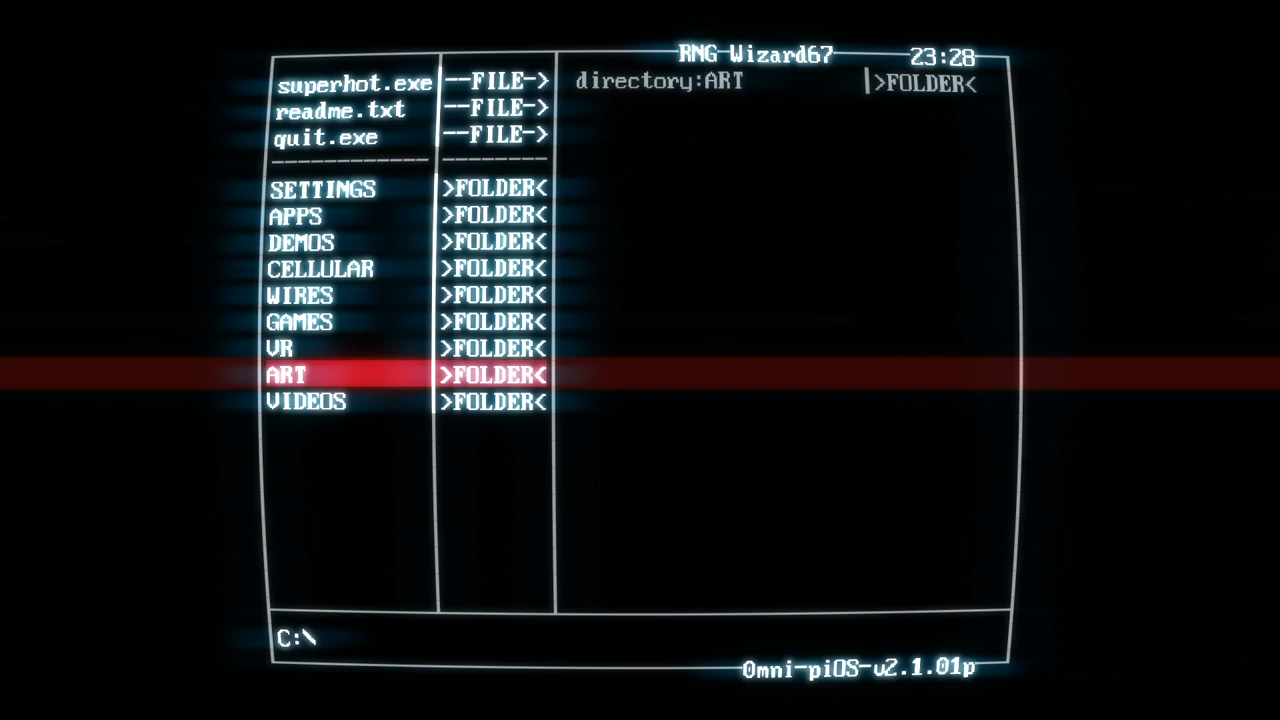 RNG Wizard67 23:28
superhot.exe --FILE-> directory:ART >FOLDER<
readme.txt --FILE->
quit.exe --FILE->
SETTINGS >FOLDER<
APPS >FOLDER<
DEMOS >FOLDER<
CELLULAR >FOLDER<
WIRES >FOLDER<
GAMES >FOLDER<
VR >FOLDER<
ART >FOLDER<
VIDEOS >FOLDER<
C:\
Omni-piOS-v2.1.01p